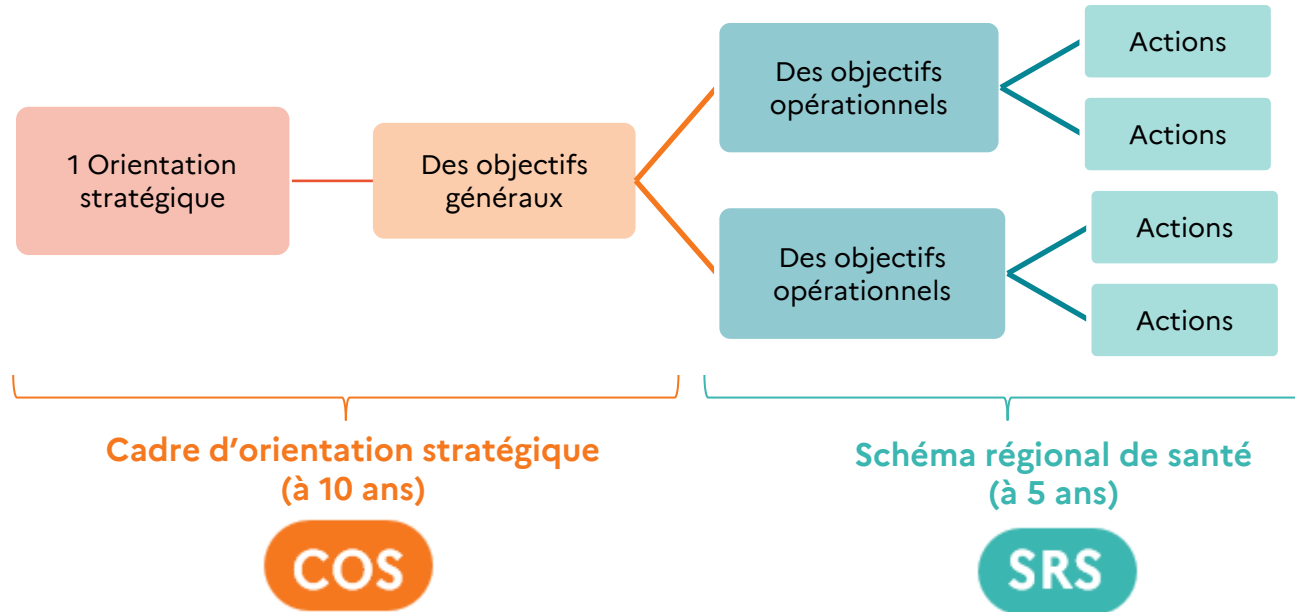 1 Orientation
stratégique
Des objectifs
généraux
Des objectifs
opérationnels
Actions
Actions
Des objectifs
opérationnels
Actions
Actions
Cadre d’orientation stratégique
(à 10 ans)
COS
Schéma régional de santé
(à 5 ans)
SRS